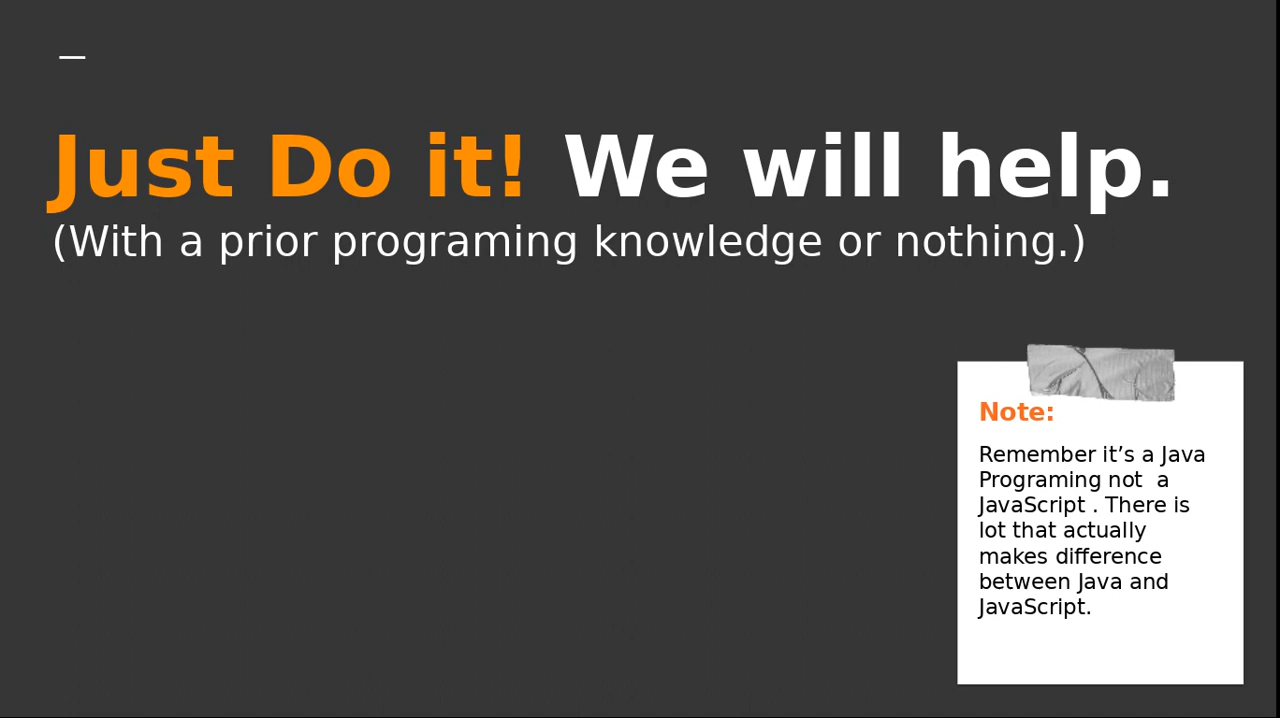 Just Do it! We will help.
(With a prior programing knowledge or nothing.)
Note:
Remember it’s a Java
Programing not  a
JavaScript . There is
lot that actually
makes difference
between Java and
JavaScript.